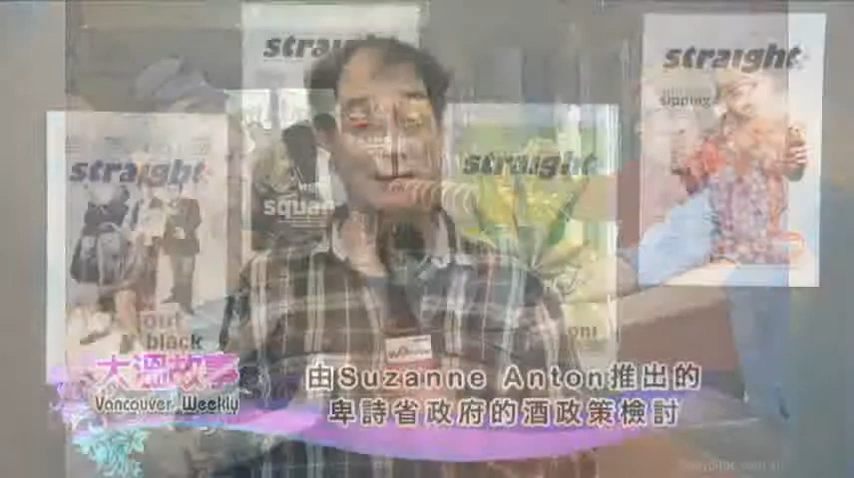 straight
straight
sipping
straight
straight
squan
out
black
大溫故事
Vancouver Weekly
由Suzanne Anton推出的
卑詩省政府的酒政策檢討